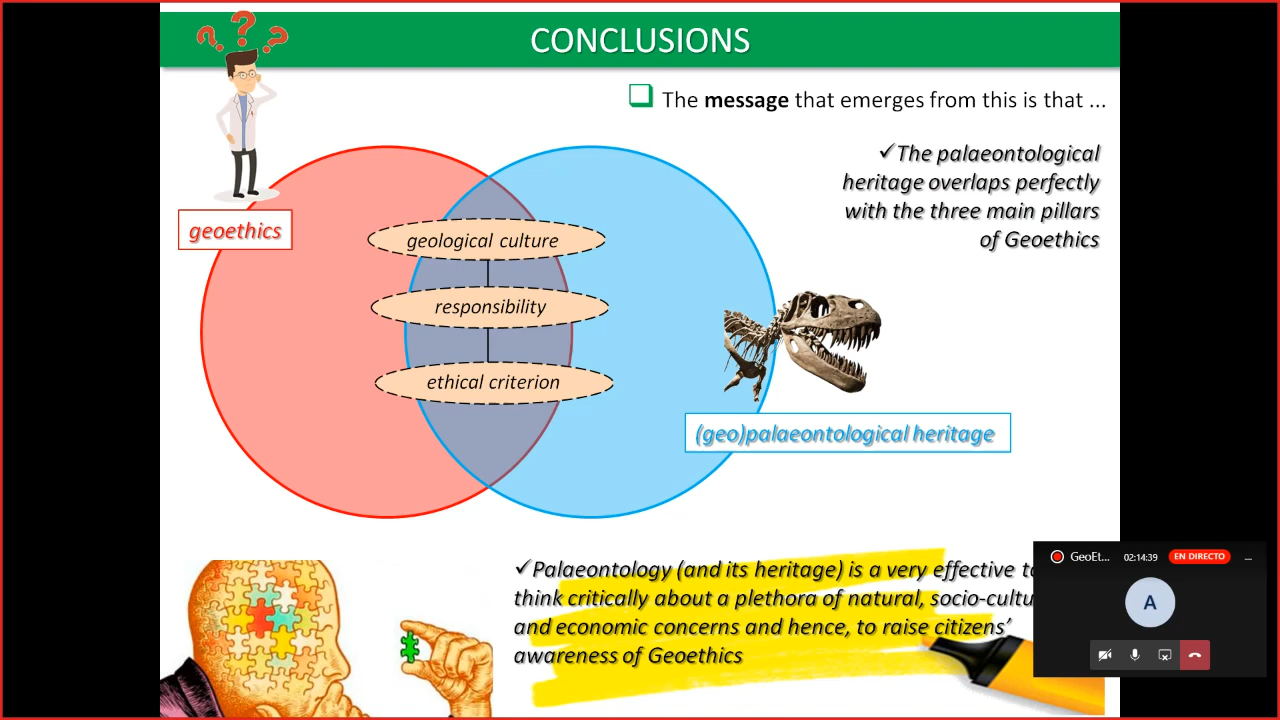 CONCLUSIONS
The message that emerges from this is that ...
✓The palaeontological
heritage overlaps perfectly
with the three main pillars
of Geoethics
geoethics
geological culture
responsibility
ethical criterion
(geo)palaeontological heritage
✓Palaeontology (and its heritage) is a very effective
think critically about a plethora of natural,
and economic concerns and hence, to raise citizens’
awareness of Geoethics
GeoEt...
02:14:39
EN DIRECTO
A